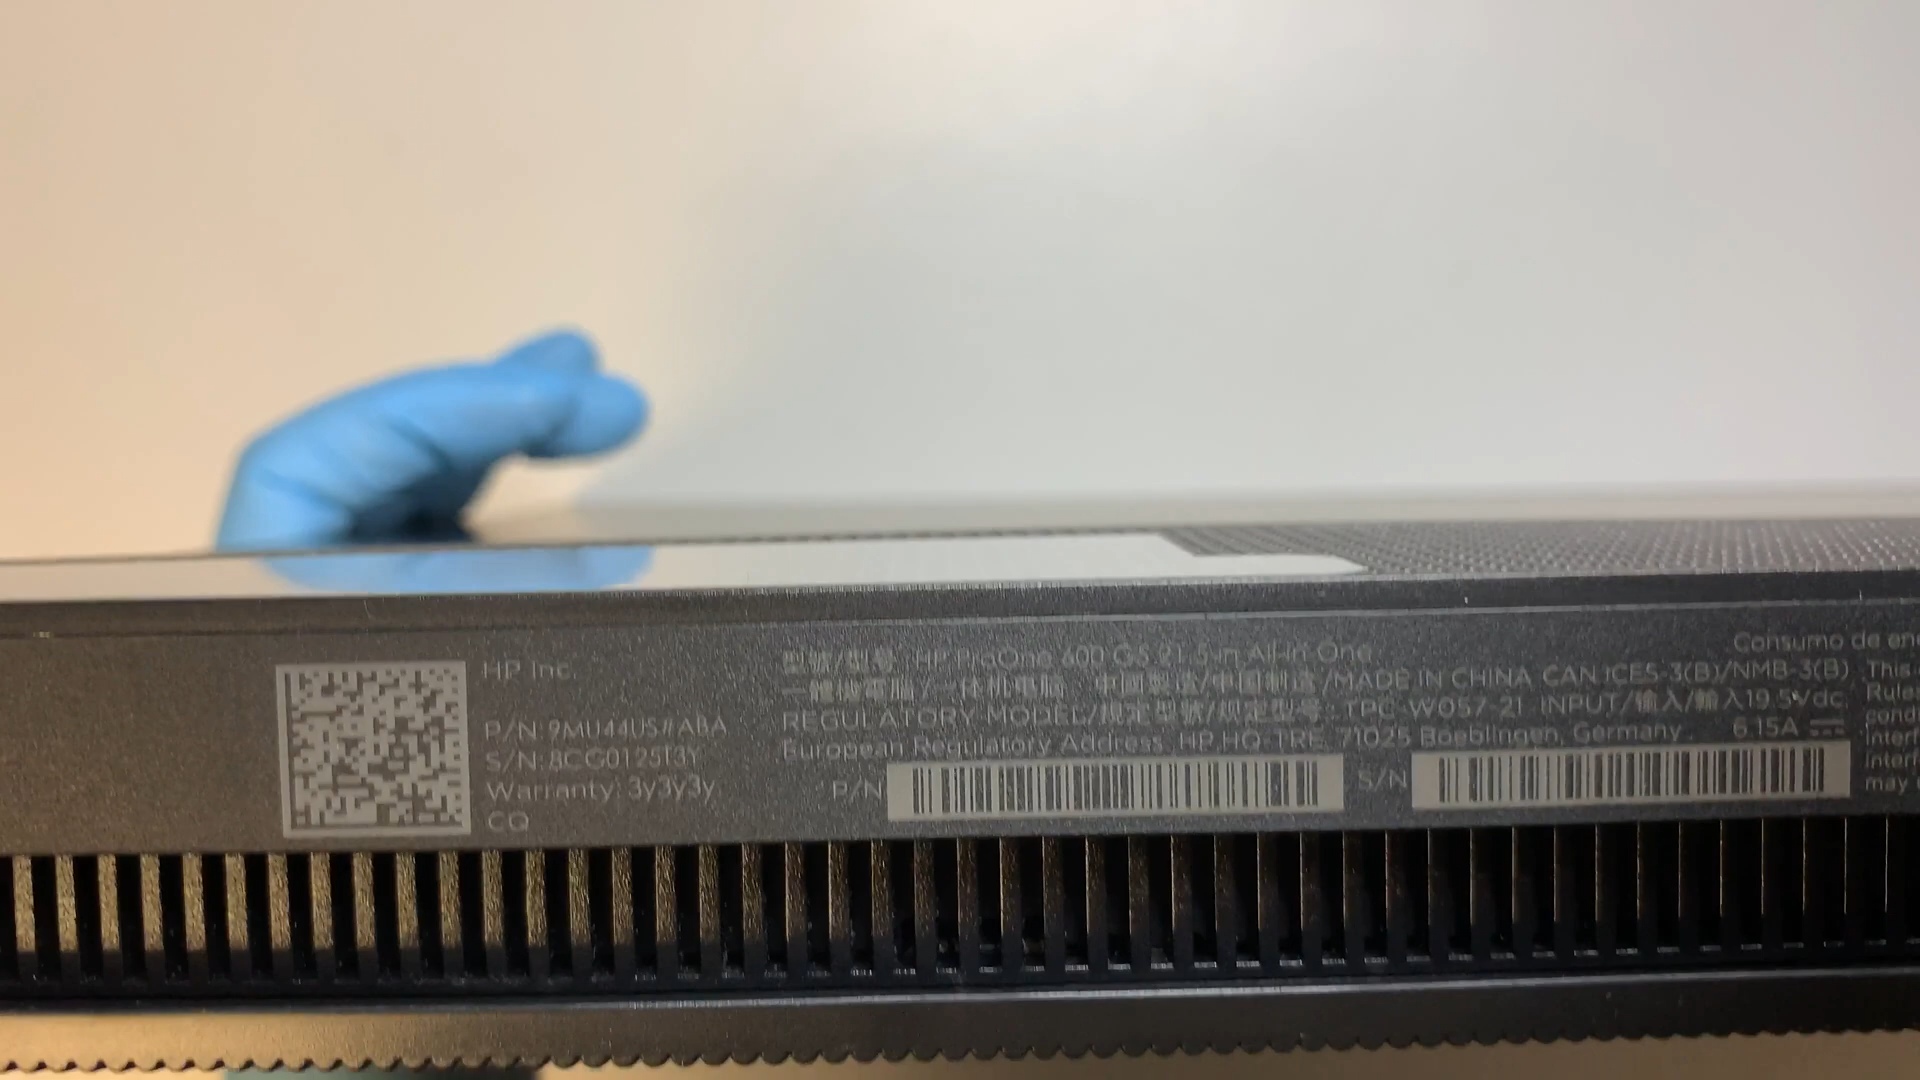 HP Inc.
P/N: 9MU44US#ABA
S/N: 8CG012513Y
Warranty: 3y3y3y
CQ
型號/型号: HP ProOne 600 G5 21.5-in All-in-One
一體機電腦/一体机电脑 中國製造/中国制造/MADE IN CHINA CAN ICES-3(B)/NMB-3(B)
REGULATORY MODEL/規定型號/规定型号: TPC-W057-21 INPUT/输入/輸入19.5Vdc
European Regulatory Address, HP HQ-TRE, 71025 Boeblingen, Germany 6.15A
P/N
S/N
Consumo de
This
Rules
may